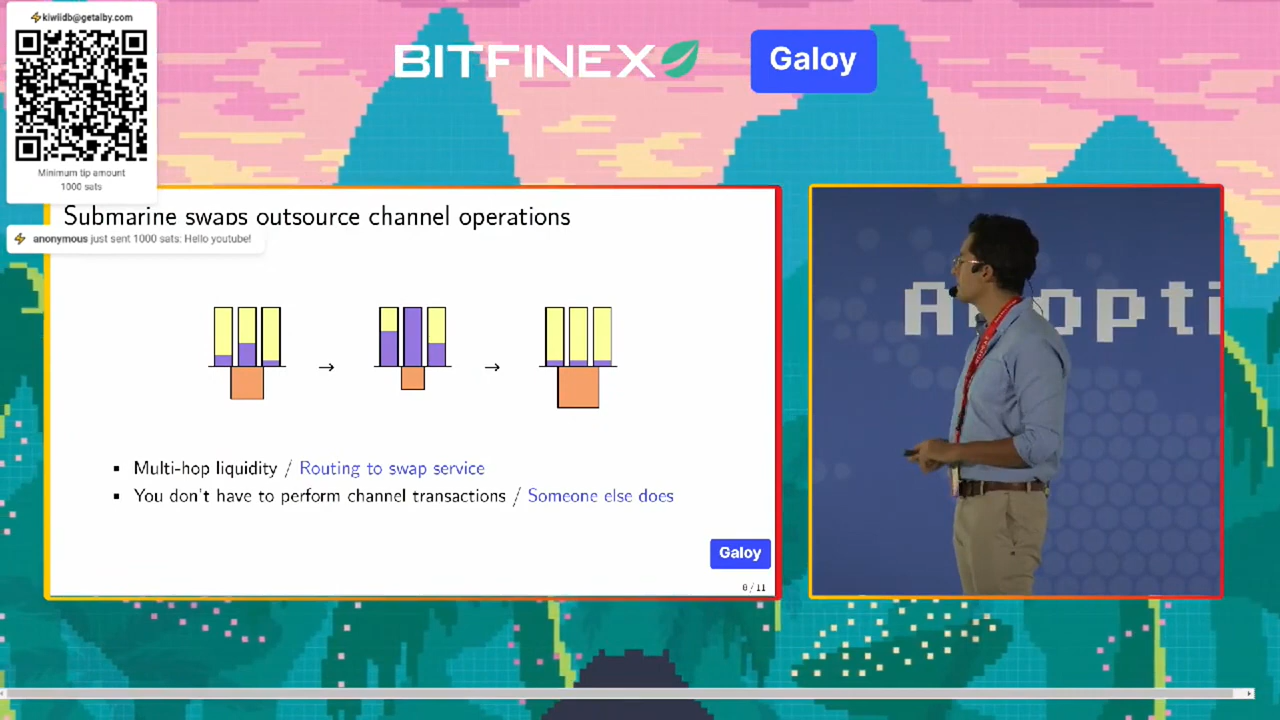 ⚡kiwiidb@getalby.com
Minimum tip amount
1000 sats
BITFINEX
Galoy
Submarine swaps outsource channel operations
⚡ anonymous just sent 1000 sats: Hello youtube!
→
→
▪ Multi-hop liquidity / Routing to swap service
▪ You don't have to perform channel transactions / Someone else does
Galoy
8/11
Adopti